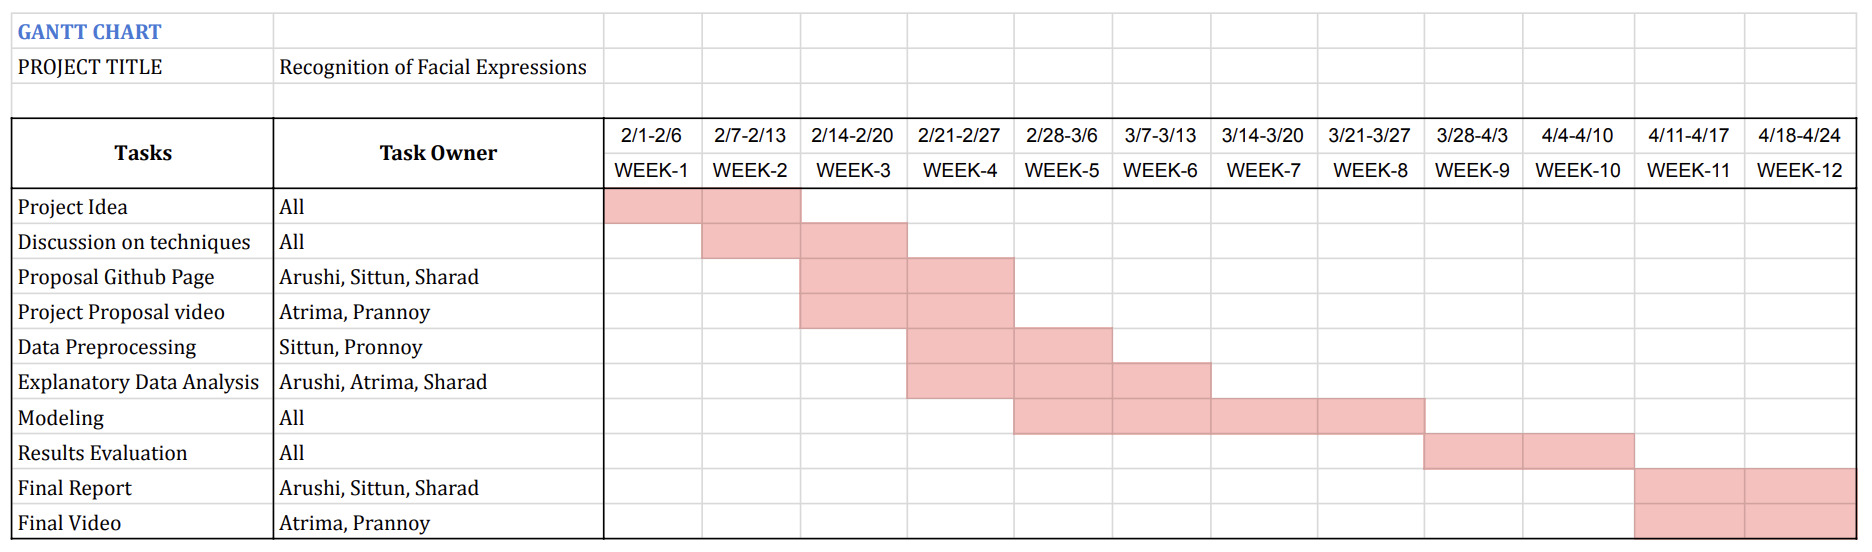 GANTT CHART
PROJECT TITLE Recognition of Facial Expressions
2/1-2/6 2/7-2/13 2/14-2/20 2/21-2/27 2/28-3/6 3/7-3/13 3/14-3/20 3/21-3/27 3/28-4/3 4/4-4/10 4/11-4/17 4/18-4/24
Tasks Task Owner
WEEK-1 WEEK-2 WEEK-3 WEEK-4 WEEK-5 WEEK-6 WEEK-7 WEEK-8 WEEK-9 WEEK-10 WEEK-11 WEEK-12
Project Idea All
Discussion on techniques All
Proposal Github Page Arushi, Sittun, Sharad
Project Proposal video Atrima, Prannoy
Data Preprocessing Sittun, Pronnoy
Explanatory Data Analysis Arushi, Atrima, Sharad
Modeling All
Results Evaluation All
Final Report Arushi, Sittun, Sharad
Final Video Atrima, Prannoy